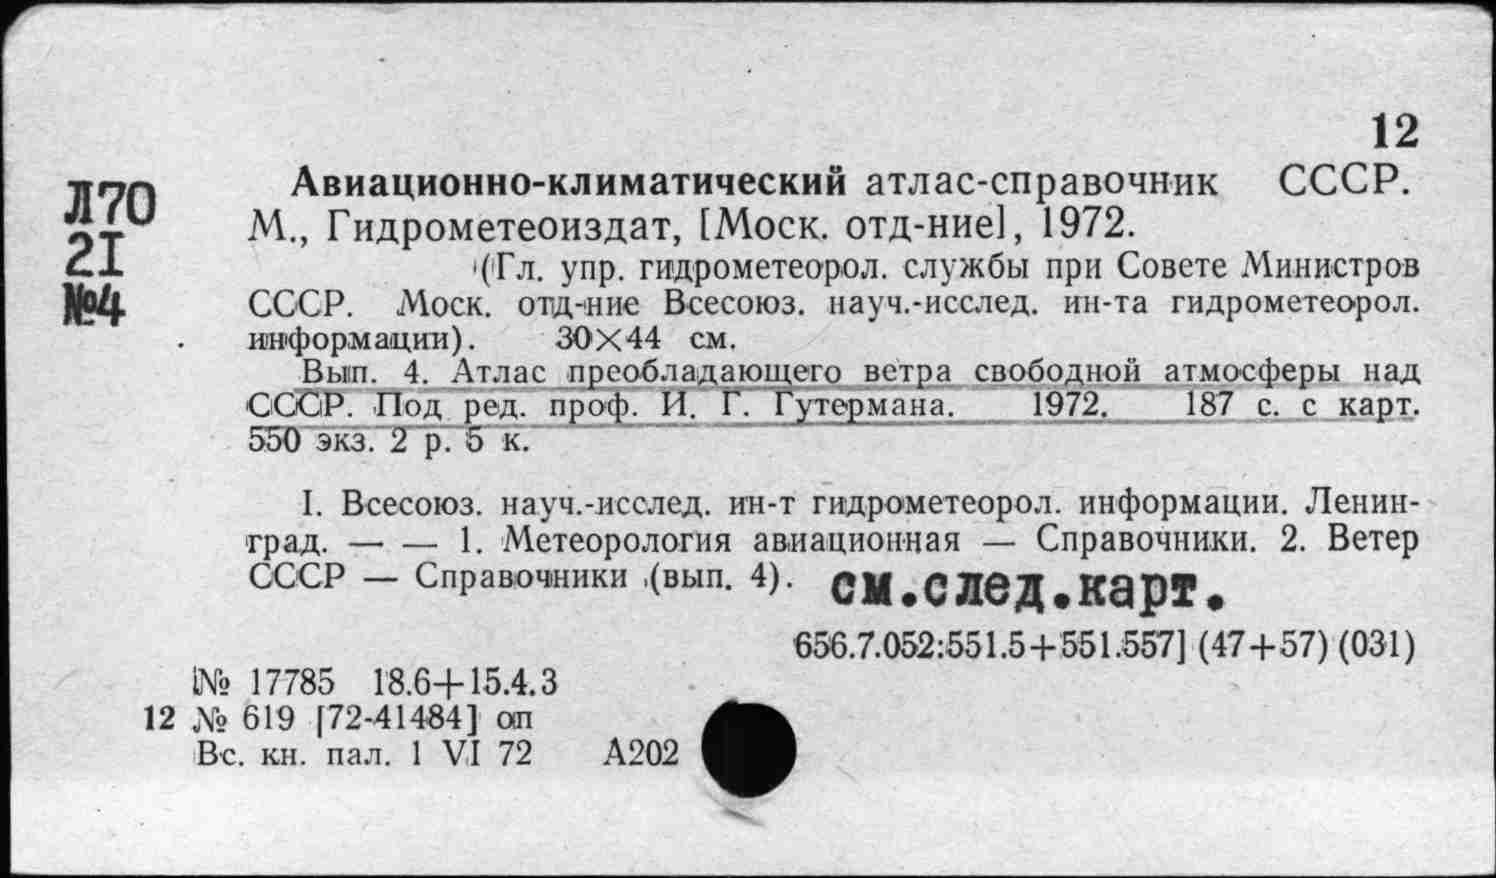 12
Л70
21
№4
Авиационно-климатический атлас-справочник СССР.
М., Гидрометеоиздат, [Моск. отд-ние], 1972.
(Гл. упр. гидрометеорол. службы при Совете Министров
СССР. Моск. отд-ние Всесоюз. науч.-исслед. ин-та гидрометеорол.
информации). 30×44 см.
Вып. 4. Атлас преобладающего ветра свободной атмосферы над
СССР. Под ред. проф. И. Г. Гутермана. 1972. 187 с. с карт.
550 экз. 2 р. 5 к.
I. Всесоюз. науч.-исслед. ин-т гидрометеорол. информации. Ленин-
град. — — 1. Метеорология авиационная — Справочники. 2. Ветер
СССР — Справочники (вып. 4). см.след.карт.
656.7.052:551.5+551.557] (47+57) (031)
№ 17785 18.6+15.4.3
12 № 619 [72-41484] оп
Вс. кн. пал. 1 VI 72 А202